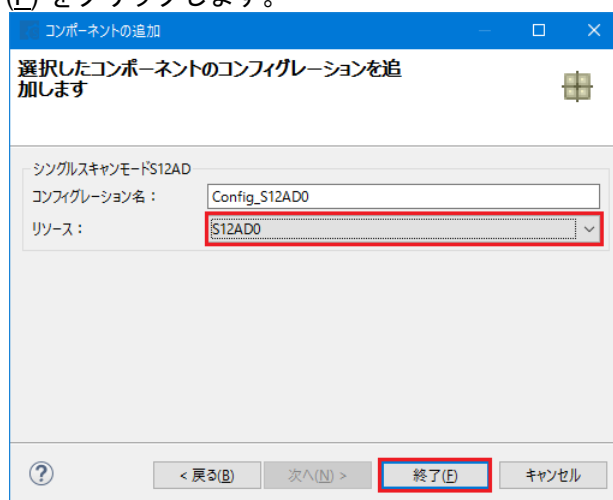 (F) をクリックします。
コンポーネントの追加
選択したコンポーネントのコンフィグレーションを追
加します
シングルスキャンモードS12AD
コンフィグレーション名： Config_S12AD0
リソース： S12AD0
< 戻る(B) 次へ(N) > 終了(F) キャンセル